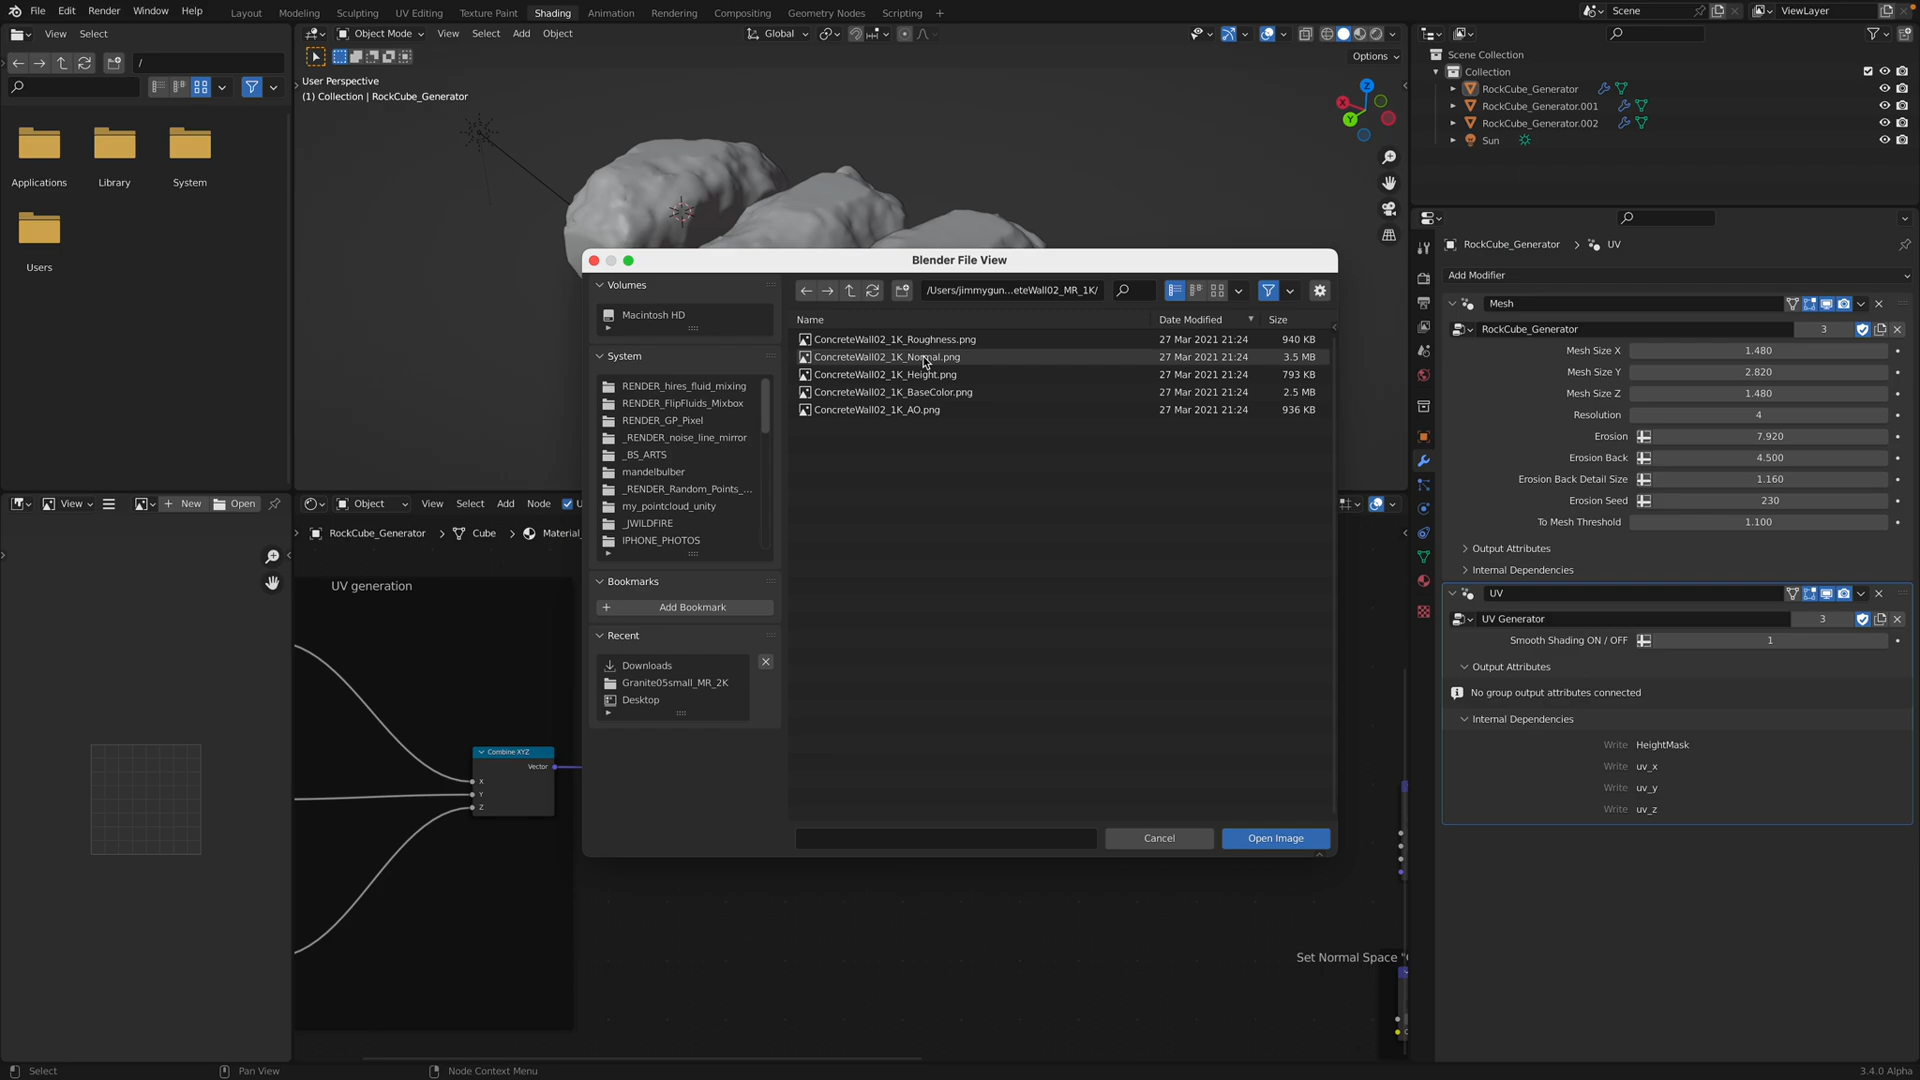 File Edit Render Window Help Layout Modeling Sculpting UV Editing Texture Paint Shading Animation Rendering Compositing Geometry Nodes Scripting + Scene ViewLayer
View Select
Object Mode View Select Add Object Global
/
Options
User Perspective
(1) Collection | RockCube_Generator
Applications Library System
Users
Z
X
Y
Scene Collection
Collection
RockCube_Generator
RockCube_Generator.001
RockCube_Generator.002
Sun
RockCube_Generator > UV
Add Modifier
Mesh
RockCube_Generator 3
Mesh Size X 1.480
Mesh Size Y 2.820
Mesh Size Z 1.480
Resolution 4
Erosion 7.920
Erosion Back 4.500
Erosion Back Detail Size 1.160
Erosion Seed 230
To Mesh Threshold 1.100
Output Attributes
Internal Dependencies
UV
UV Generator 3
Smooth Shading ON / OFF 1
Output Attributes
No group output attributes connected
Internal Dependencies
Write HeightMask
Write uv_x
Write uv_y
Write uv_z
Blender File View
Volumes
Macintosh HD
System
RENDER_hires_fluid_mixing
RENDER_FlipFluids_Mixbox
RENDER_GP_Pixel
_RENDER_noise_line_mirror
_BS_ARTS
mandelbulber
_RENDER_Random_Points_...
my_pointcloud_unity
_JWILDFIRE
IPHONE_PHOTOS
Bookmarks
+ Add Bookmark
Recent
Downloads
Granite05small_MR_2K
Desktop
/Users/jimmygun...eteWall02_MR_1K/
Name Date Modified Size
ConcreteWall02_1K_Roughness.png 27 Mar 2021 21:24 940 KB
ConcreteWall02_1K_Normal.png 27 Mar 2021 21:24 3.5 MB
ConcreteWall02_1K_Height.png 27 Mar 2021 21:24 793 KB
ConcreteWall02_1K_BaseColor.png 27 Mar 2021 21:24 2.5 MB
ConcreteWall02_1K_AO.png 27 Mar 2021 21:24 936 KB
Cancel Open Image
View + New Open
Object View Select Add Node U
RockCube_Generator > Cube > Material_
UV generation
Combine XYZ
Vector
X
Y
Z
Set Normal Space "
Select Pan View Node Context Menu 3.4.0 Alpha